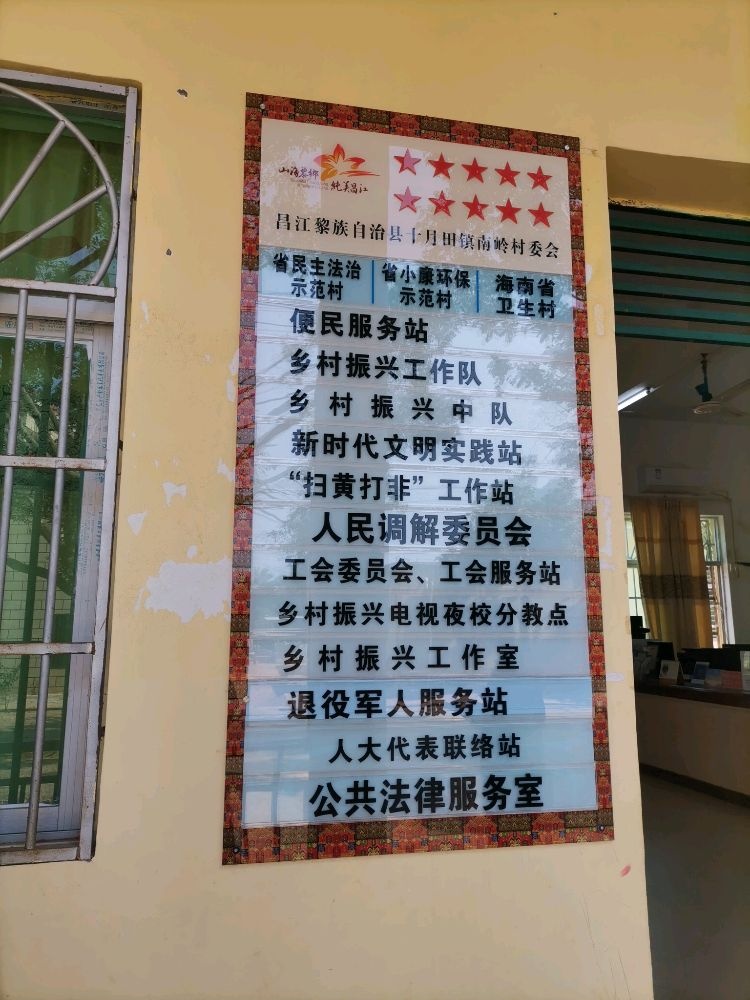 山海黎乡
纯美昌江
昌江黎族自治县十月田镇南岭村委会
省民主法治
示范村
省小康环保
示范村
海南省
卫生村
便民服务站
乡村振兴工作队
乡村振兴中队
新时代文明实践站
“扫黄打非”工作站
人民调解委员会
工会委员会、工会服务站
乡村振兴电视夜校分教点
乡村振兴工作室
退役军人服务站
人大代表联络站
公共法律服务室